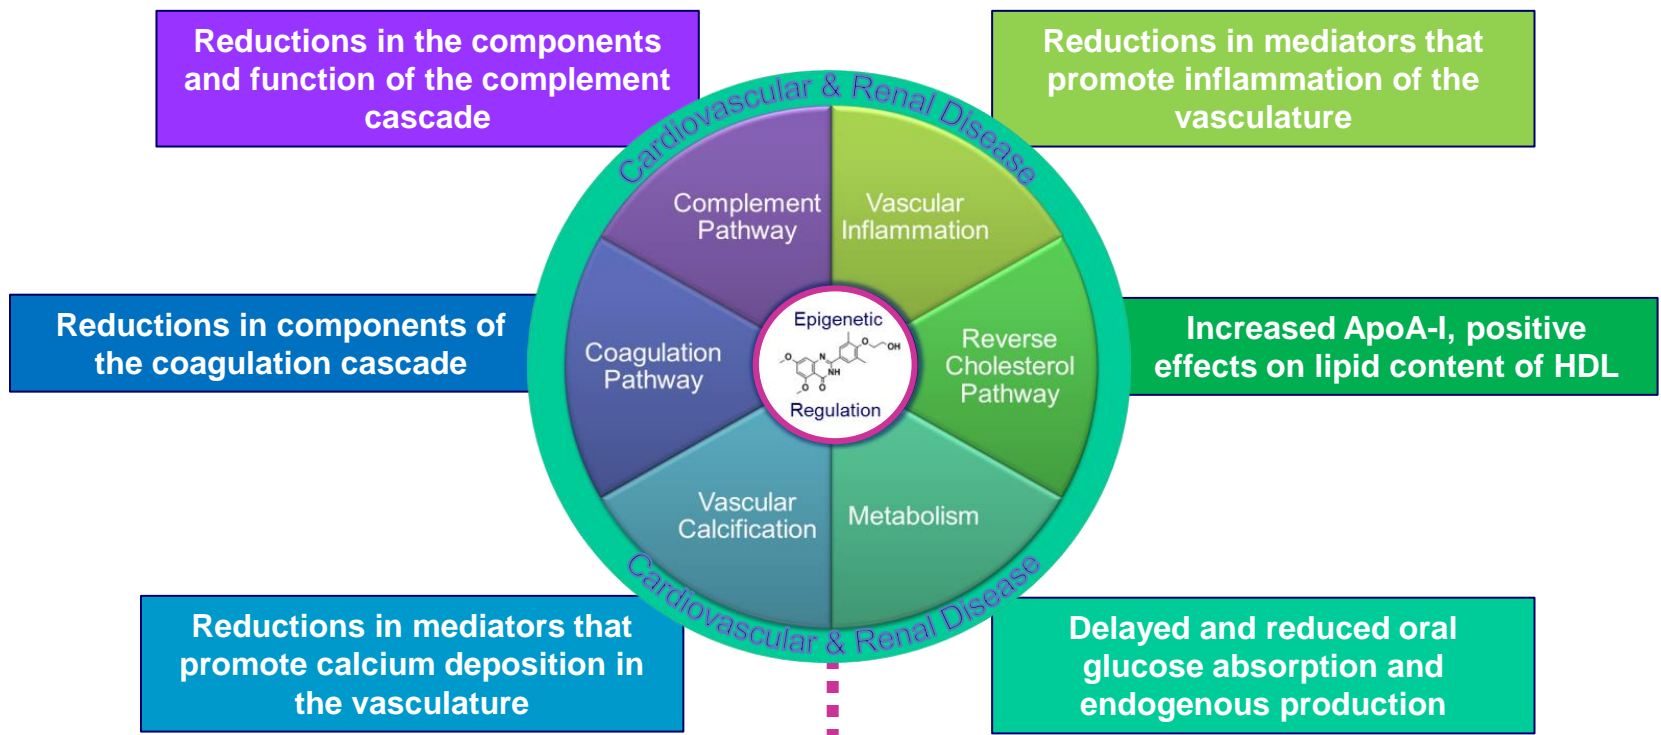 Reductions in the components
and function of the complement
cascade
Reductions in mediators that
promote inflammation of the
vasculature
Cardiovascular & Renal Disease
Complement
Pathway
Vascular
Inflammation
Reductions in components of
the coagulation cascade
Coagulation
Pathway
Epigenetic
OH
O
O
N
NH
O
O
Regulation
Reverse
Cholesterol
Pathway
Increased ApoA-I, positive
effects on lipid content of HDL
Vascular
Calcification
Metabolism
Cardiovascular & Renal Disease
Reductions in mediators that
promote calcium deposition in
the vasculature
Delayed and reduced oral
glucose absorption and
endogenous production